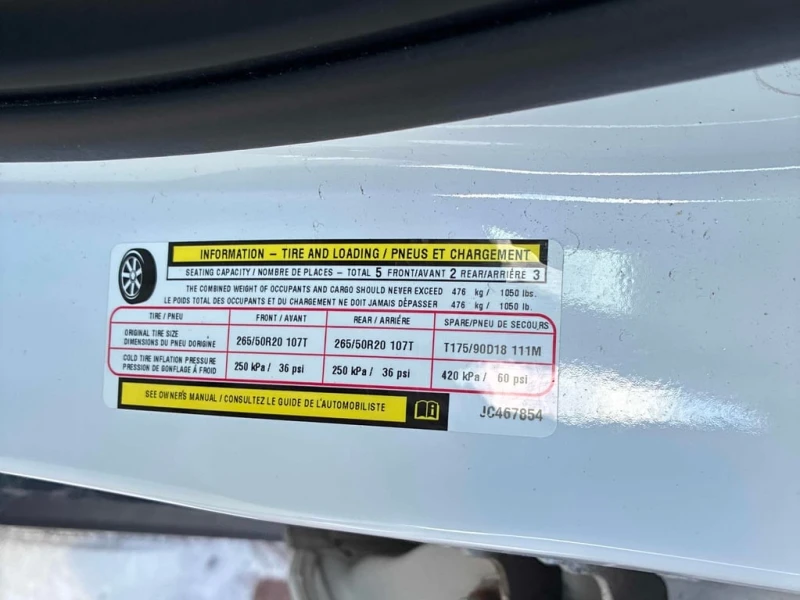 INFORMATION – TIRE AND LOADING / PNEUS ET CHARGEMENT
SEATING CAPACITY / NOMBRE DE PLACES – TOTAL 5 FRONT/AVANT 2 REAR/ARRIÉRE 3
THE COMBINED WEIGHT OF OCCUPANTS AND CARGO SHOULD NEVER EXCEED 476 kg / 1050 lbs.
LE POIDS TOTAL DES OCCUPANTS ET DU CHARGEMENT NE DOIT JAMAIS DÉPASSER 476 kg / 1050 lb.
TIRE / PNEU FRONT / AVANT REAR / ARRIÉRE SPARE/PNEU DE SECOURS
ORIGINAL TIRE SIZE
DIMENSIONS DU PNEU DORIGINE 265/50R20 107T 265/50R20 107T T175/90D18 111M
COLD TIRE INFLATION PRESSURE
PRESSION DE GONFLAGE À FROID 250 kPa / 36 psi 250 kPa / 36 psi 420 kPa / 60 psi
SEE OWNER'S MANUAL / CONSULTEZ LE GUIDE DE L'AUTOMOBILISTE
JC467854